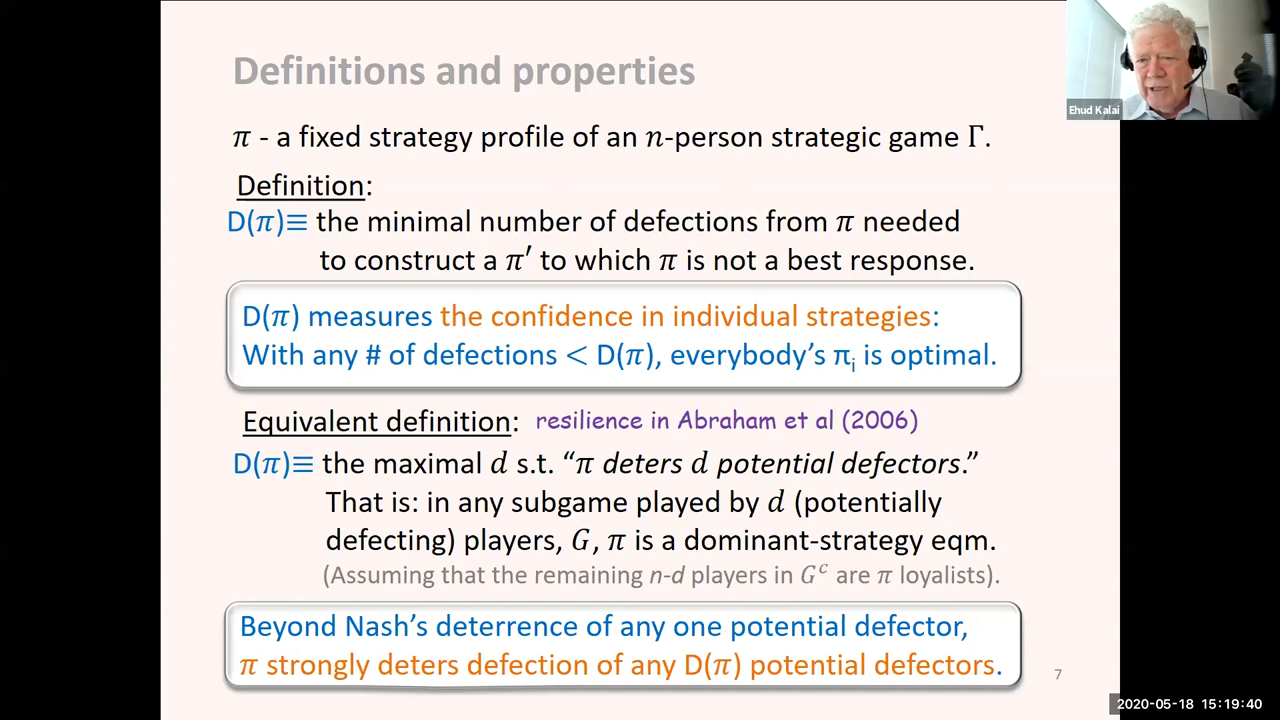 Definitions and properties
Ehud Kalai
π - a fixed strategy profile of an n-person strategic game Γ.
Definition:
D(π)≡ the minimal number of defections from π needed
to construct a π′ to which π is not a best response.
D(π) measures the confidence in individual strategies:
With any # of defections < D(π), everybody's πᵢ is optimal.
Equivalent definition: resilience in Abraham et al (2006)
D(π)≡ the maximal d s.t. “π deters d potential defectors.”
That is: in any subgame played by d (potentially
defecting) players, G, π is a dominant-strategy eqm.
(Assuming that the remaining n-d players in Gᶜ are π loyalists).
Beyond Nash's deterrence of any one potential defector,
π strongly deters defection of any D(π) potential defectors.
7
2020-05-18 15:19:40